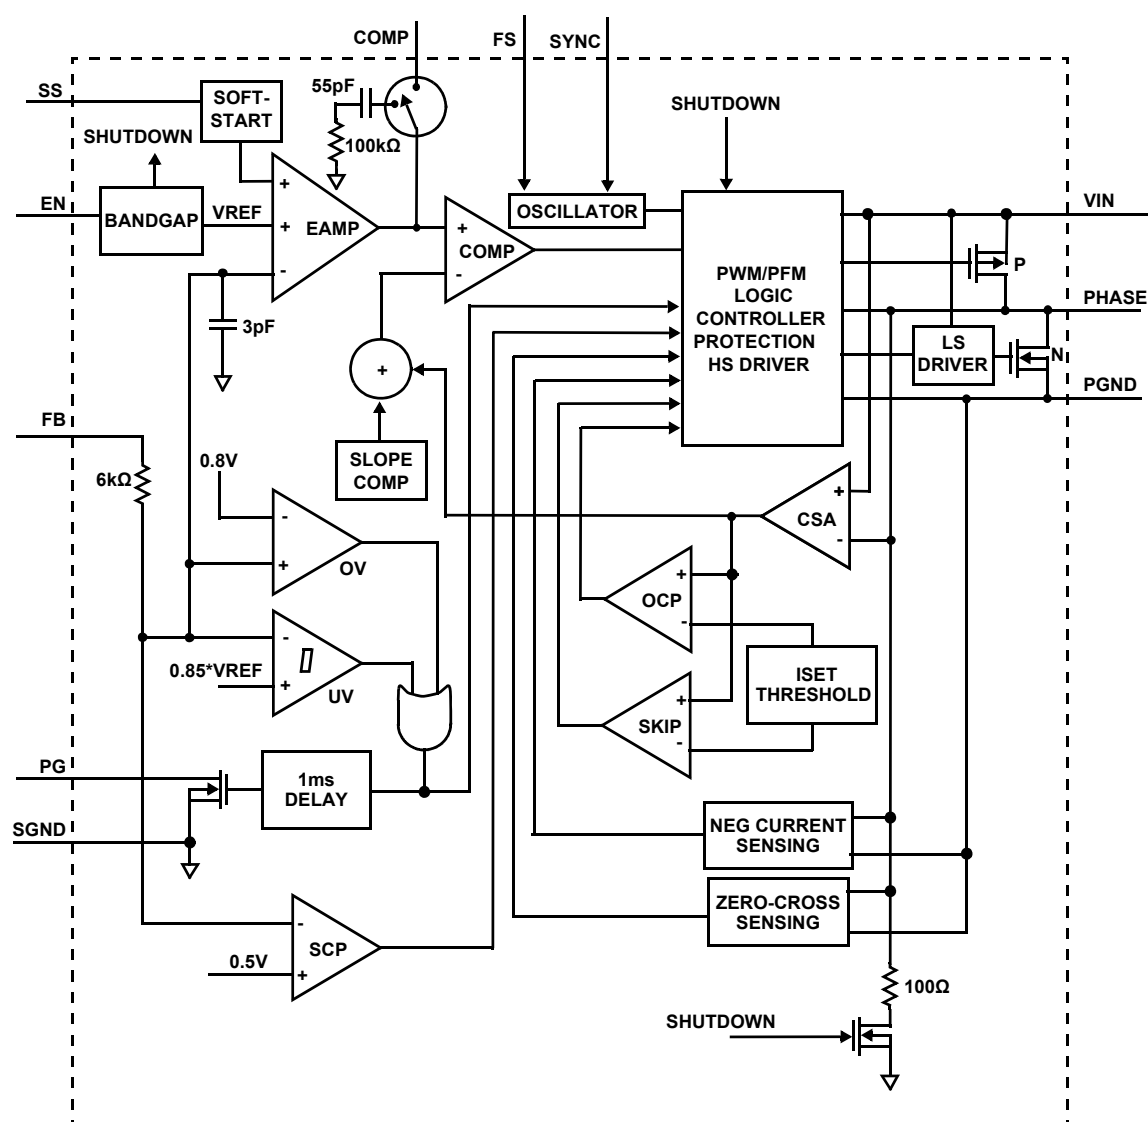 COMP
FS
SYNC
SS
SOFT-
START
55pF
100kΩ
SHUTDOWN
SHUTDOWN
EN
BANDGAP
VREF
+
+
-
EAMP
3pF
+
-
COMP
OSCILLATOR
PWM/PFM
LOGIC
CONTROLLER
PROTECTION
HS DRIVER
VIN
P
PHASE
LS
DRIVER
N
PGND
+
SLOPE
COMP
FB
6kΩ
0.8V
-
+
OV
+
-
CSA
+
-
OCP
0.85*VREF
-
+
UV
ISET
THRESHOLD
+
-
SKIP
PG
1ms
DELAY
SGND
NEG CURRENT
SENSING
ZERO-CROSS
SENSING
-
+
SCP
0.5V
100Ω
SHUTDOWN